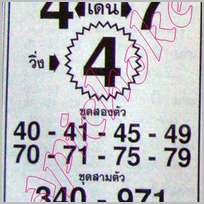 4 เด่น 7
วิ่ง 4
ชุดสองตัว
40 - 41 - 45 - 49
70 - 71 - 75 - 79
ชุดสามตัว
340 - 971